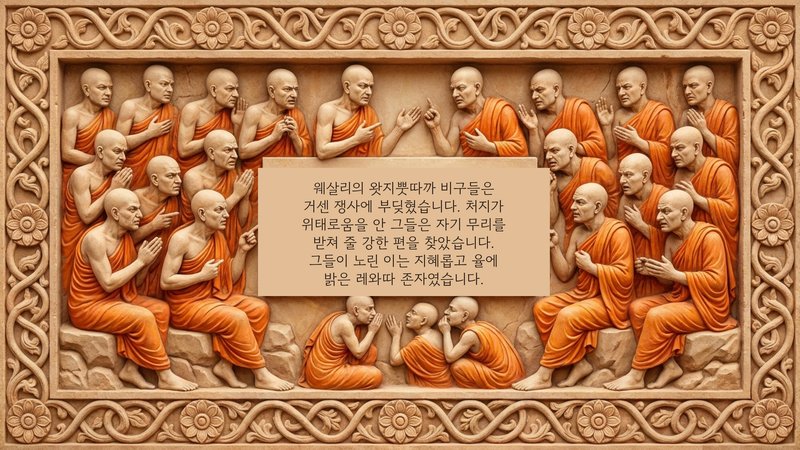 웨살리의 왓지뿟따까 비구들은
거센 쟁사에 부딪혔습니다. 처지가
위태로움을 안 그들은 자기 무리를
받쳐 줄 강한 편을 찾았습니다.
그들이 노린 이는 지혜롭고 율에
밝은 레와따 존자였습니다.